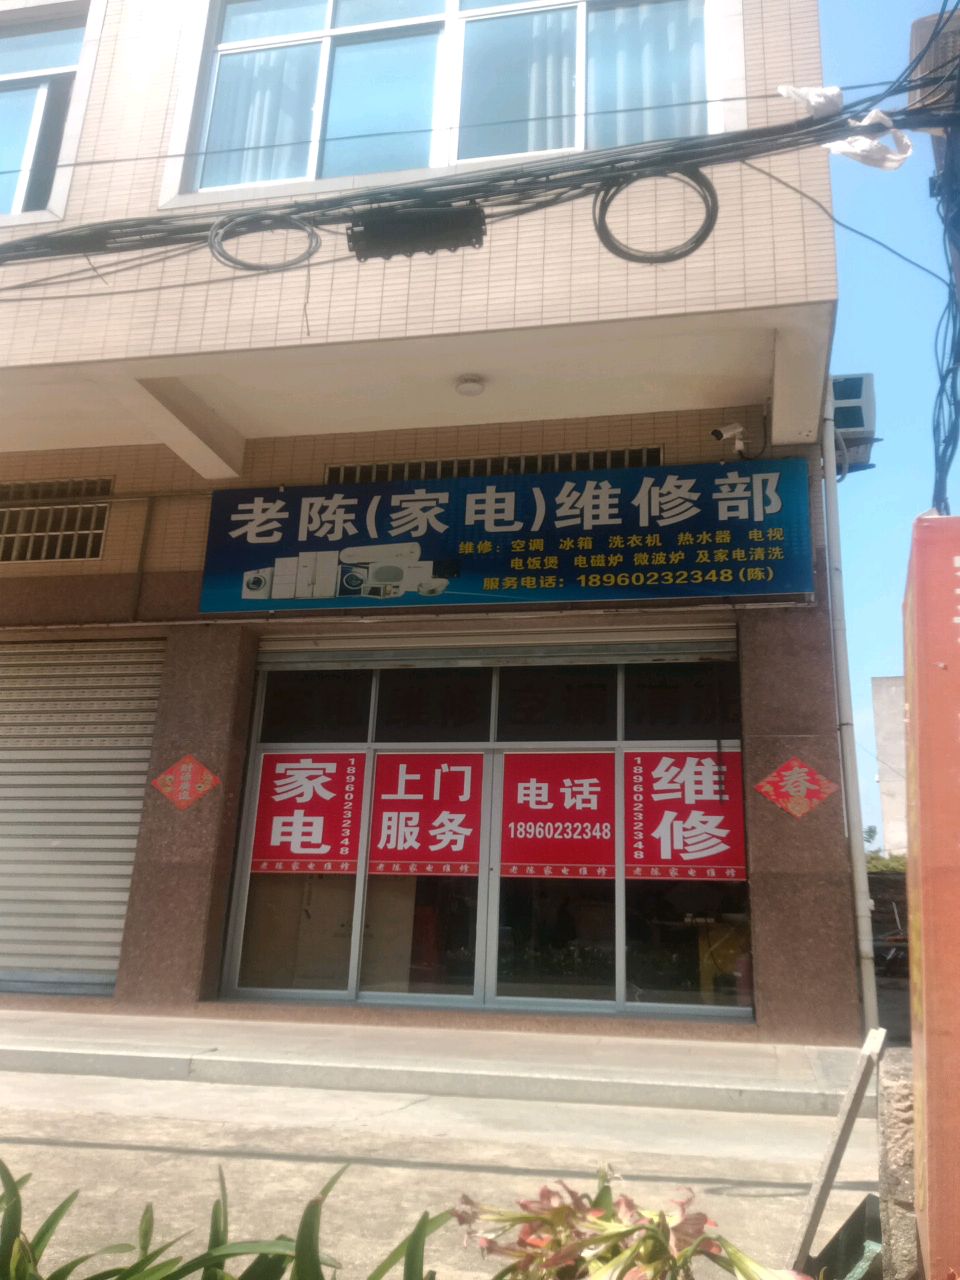 老陈(家电)维修部
维修：空调 冰箱 洗衣机 热水器 电视
电饭煲 电磁炉 微波炉 及家电清洗
服务电话：18960232348(陈)
家电
18960232348
老陈家电维修
上门
服务
老陈家电维修
电话
18960232348
老陈家电维修
18960232348
维修
老陈家电维修
春